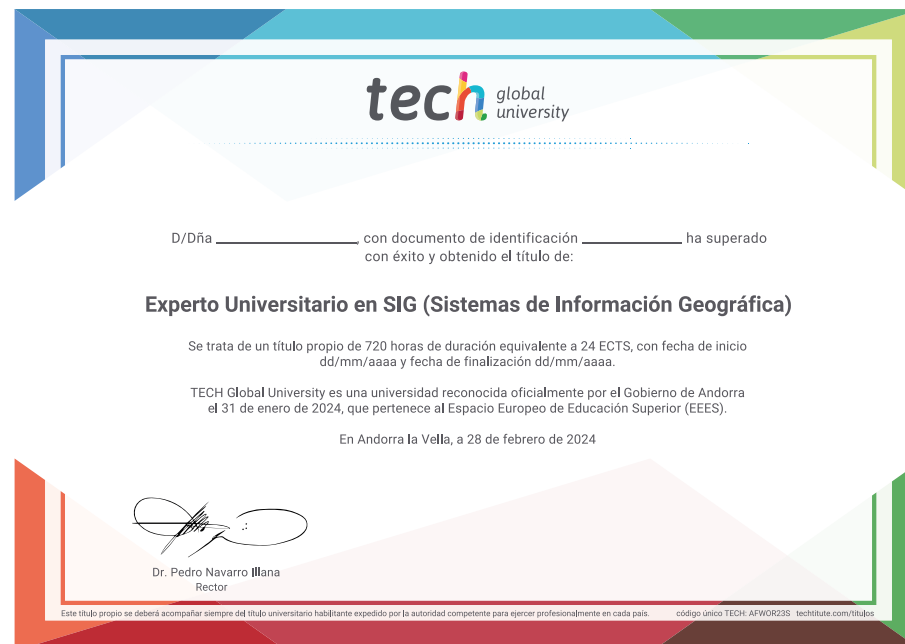 tech global
university
D/Dña ______________, con documento de identificación __________ ha superado
con éxito y obtenido el título de:
Experto Universitario en SIG (Sistemas de Información Geográfica)
Se trata de un título propio de 720 horas de duración equivalente a 24 ECTS, con fecha de inicio
dd/mm/aaaa y fecha de finalización dd/mm/aaaa.
TECH Global University es una universidad reconocida oficialmente por el Gobierno de Andorra
el 31 de enero de 2024, que pertenece al Espacio Europeo de Educación Superior (EEES).
En Andorra la Vella, a 28 de febrero de 2024
Dr. Pedro Navarro Illana
Rector
Este título propio se deberá acompañar siempre del título universitario habilitante expedido por la autoridad competente para ejercer profesionalmente en cada país. código único TECH: AFWOR23S techtitute.com/titulos